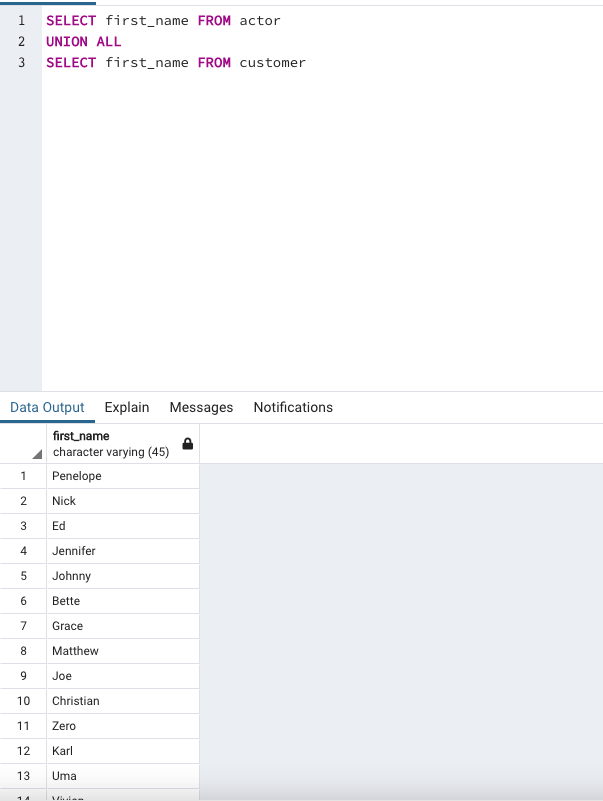 1 SELECT first_name FROM actor
2 UNION ALL
3 SELECT first_name FROM customer
Data Output Explain Messages Notifications
first_name
character varying (45)
1 Penelope
2 Nick
3 Ed
4 Jennifer
5 Johnny
6 Bette
7 Grace
8 Matthew
9 Joe
10 Christian
11 Zero
12 Karl
13 Uma
14 Vivien